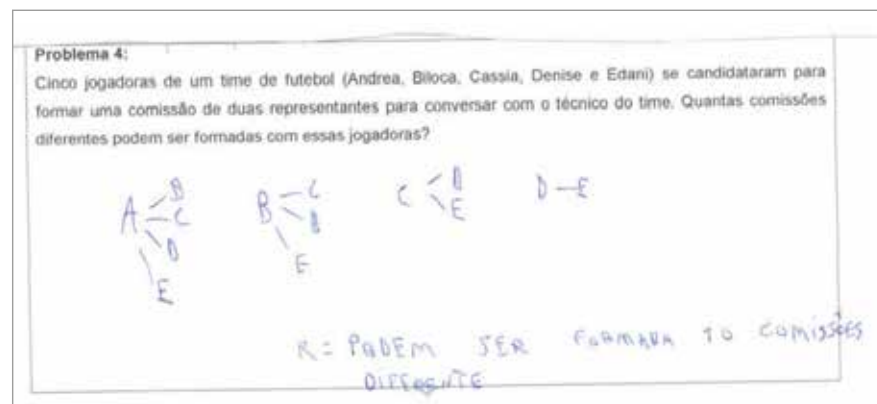 Problema 4:
Cinco jogadoras de um time de futebol (Andrea, Biloca, Cassia, Denise e Edani) se candidataram para
formar uma comissão de duas representantes para conversar com o técnico do time. Quantas comissões
diferentes podem ser formadas com essas jogadoras?
A B C D E
B C D E
C D E
D—E
R = PODEM SER FORMADA 10 COMISSÕES
DIFERENTE